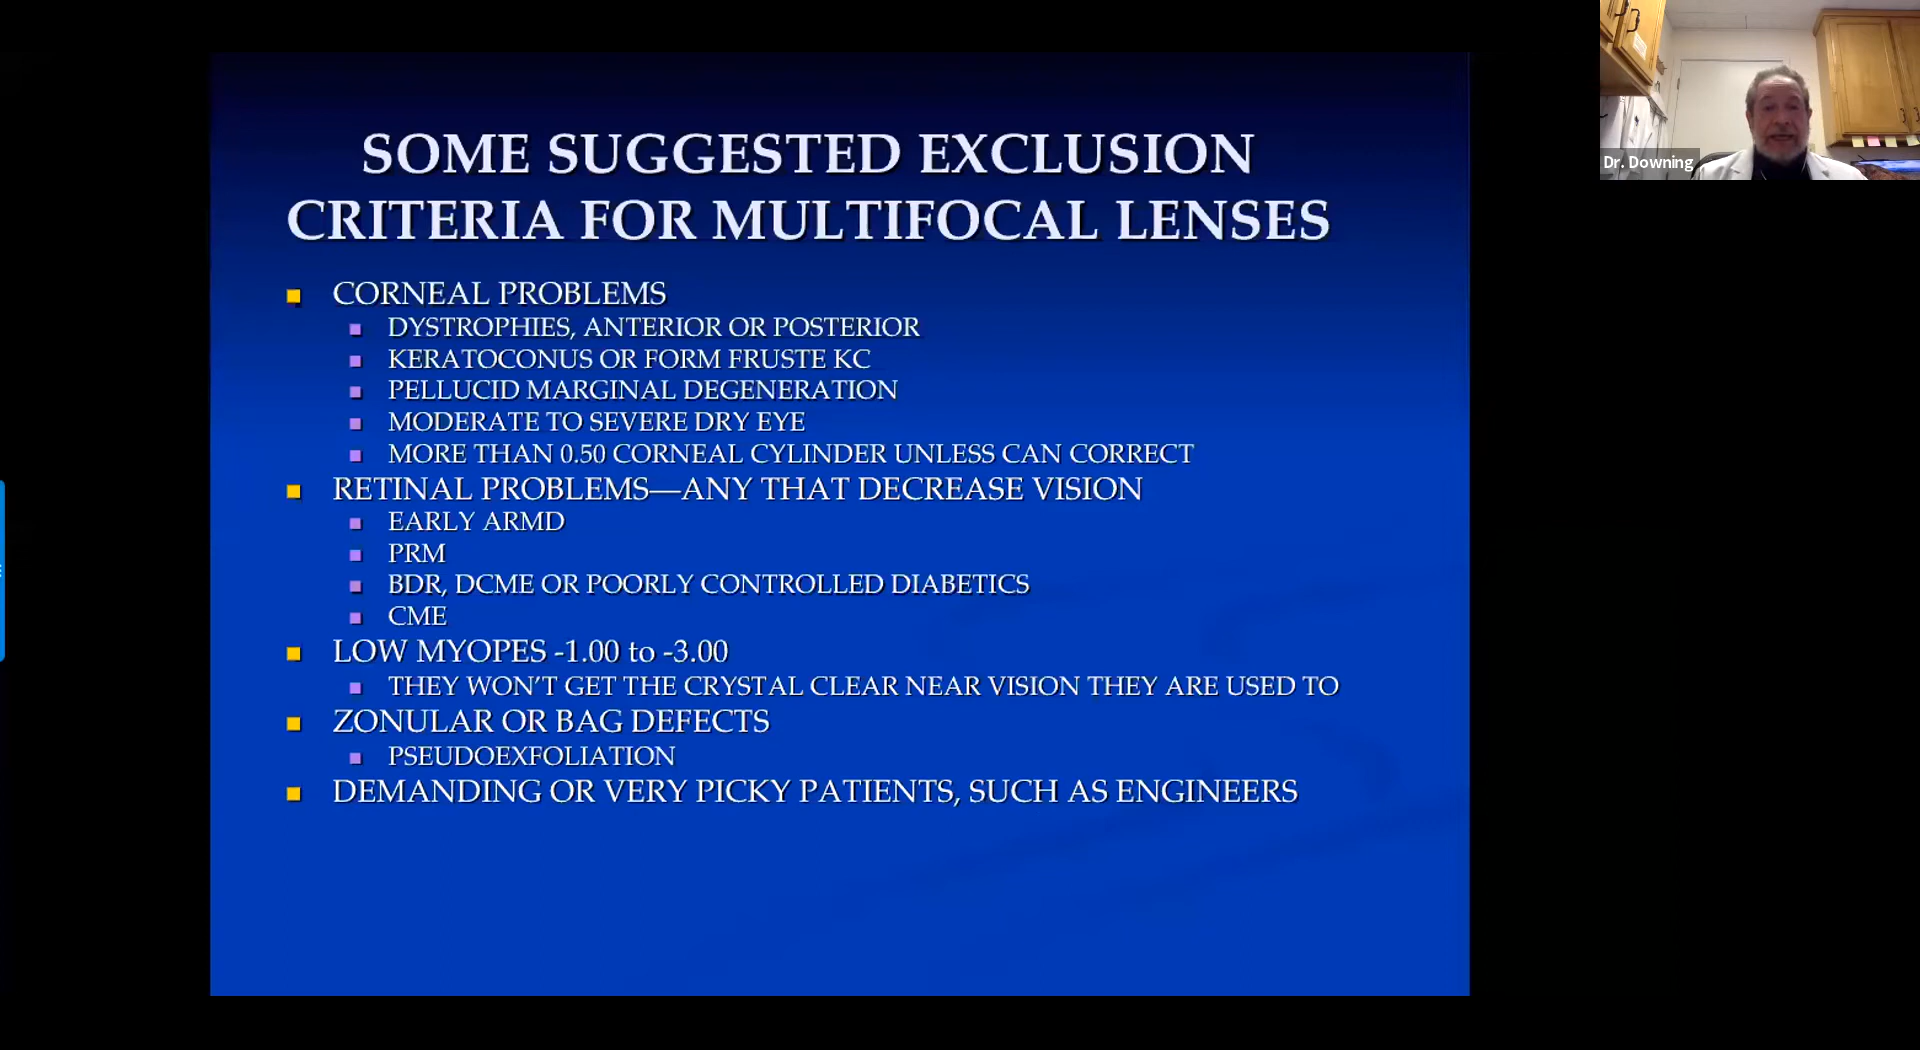 SOME SUGGESTED EXCLUSION
CRITERIA FOR MULTIFOCAL LENSES
CORNEAL PROBLEMS
DYSTROPHIES, ANTERIOR OR POSTERIOR
KERATOCONUS OR FORM FRUSTE KC
PELLUCID MARGINAL DEGENERATION
MODERATE TO SEVERE DRY EYE
MORE THAN 0.50 CORNEAL CYLINDER UNLESS CAN CORRECT
RETINAL PROBLEMS—ANY THAT DECREASE VISION
EARLY ARMD
PRM
BDR, DCME OR POORLY CONTROLLED DIABETICS
CME
LOW MYOPES -1.00 to -3.00
THEY WON'T GET THE CRYSTAL CLEAR NEAR VISION THEY ARE USED TO
ZONULAR OR BAG DEFECTS
PSEUDOEXFOLIATION
DEMANDING OR VERY PICKY PATIENTS, SUCH AS ENGINEERS
Dr. Downing